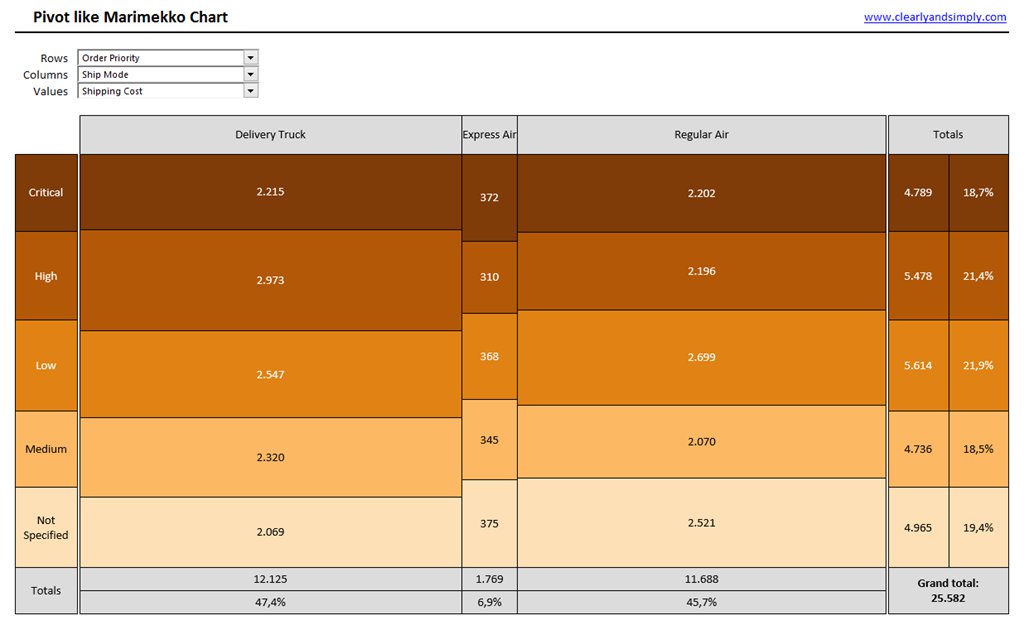 Pivot like Marimekko Chart
www.clearlyandsimply.com
Rows Order Priority
Columns Ship Mode
Values Shipping Cost
Delivery Truck Express Air Regular Air Totals
Critical 2.215 372 2.202 4.789 18,7%
High 2.973 310 2.196 5.478 21,4%
Low 2.547 368 2.699 5.614 21,9%
Medium 2.320 345 2.070 4.736 18,5%
Not
Specified 2.069 375 2.521 4.965 19,4%
Totals 12.125 1.769 11.688
47,4% 6,9% 45,7%
Grand total:
25.582